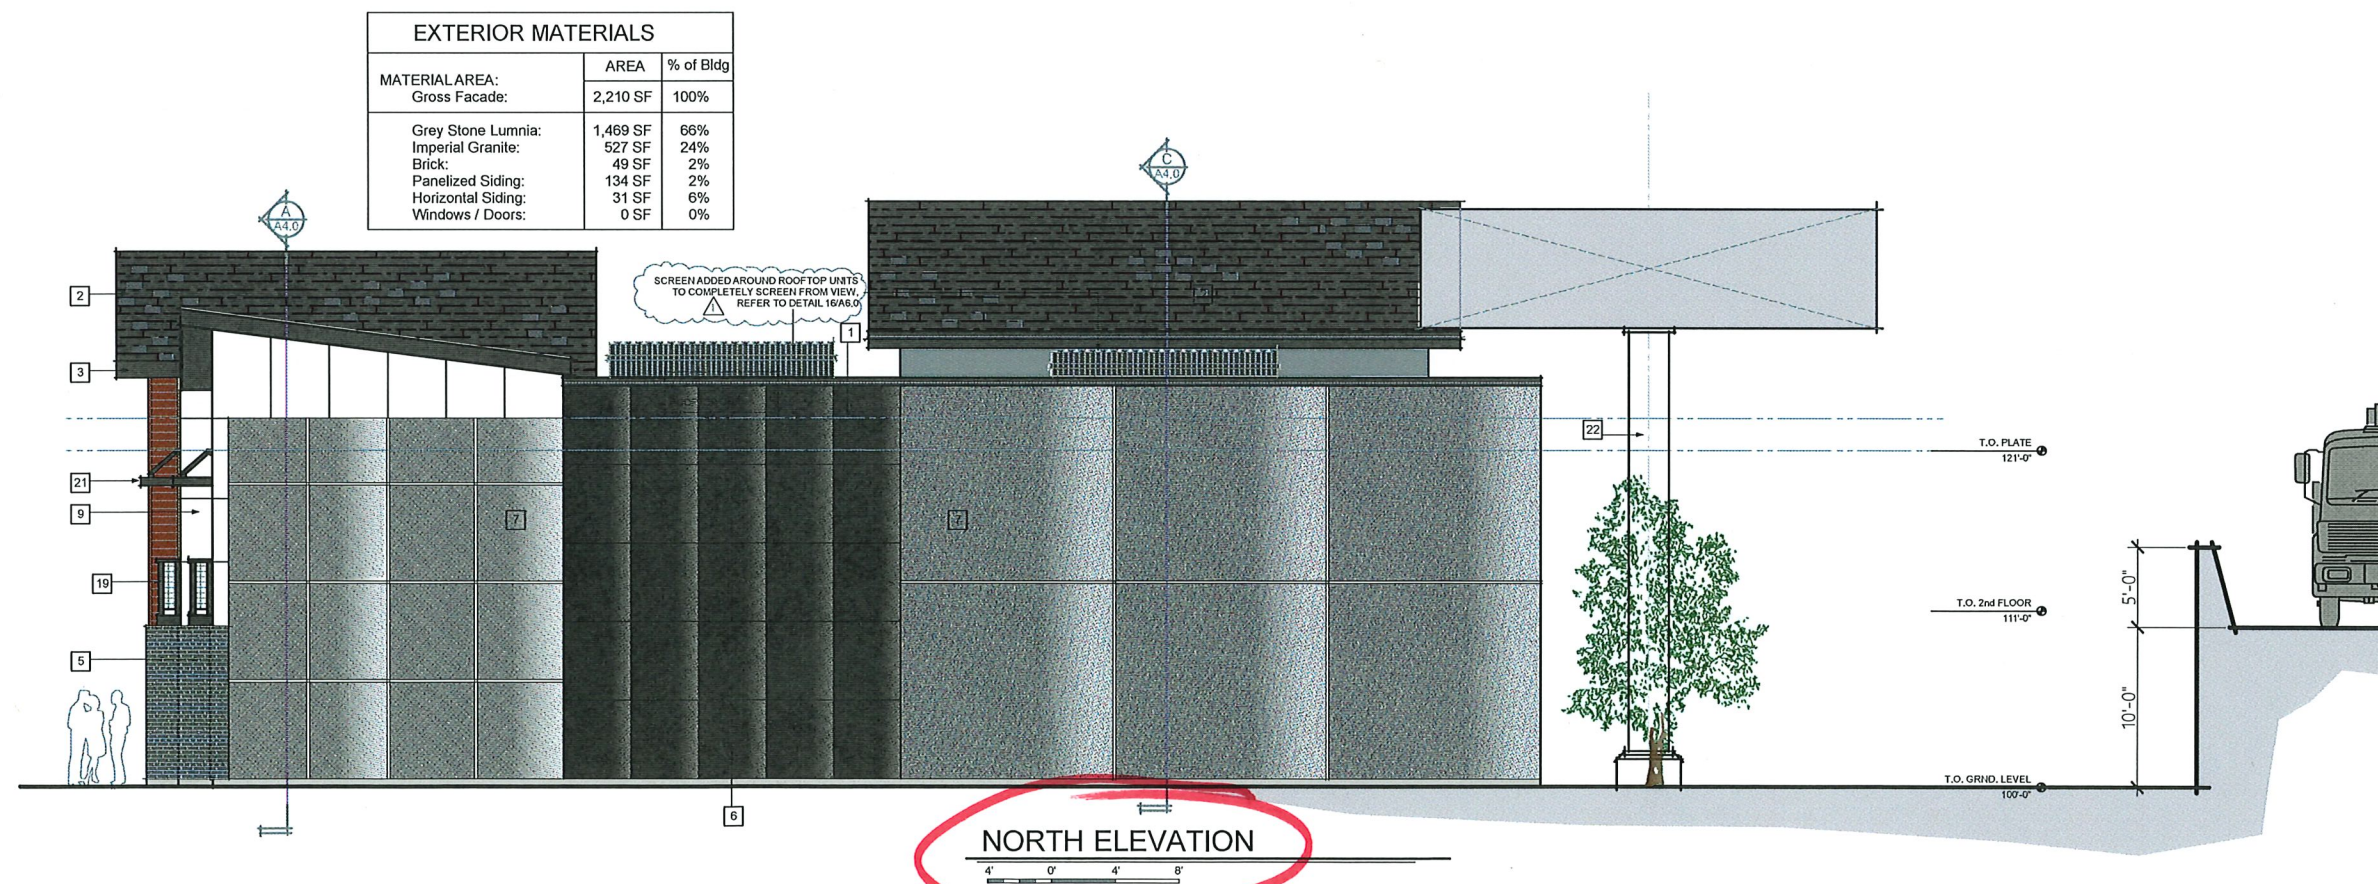 EXTERIOR MATERIALS
AREA % of Bldg
MATERIAL AREA:
Gross Facade: 2,210 SF 100%
Grey Stone Lumnia: 1,469 SF 66%
Imperial Granite: 527 SF 24%
Brick: 49 SF 2%
Panelized Siding: 134 SF 2%
Horizontal Siding: 31 SF 6%
Windows / Doors: 0 SF 0%
C
A4.0
A
A4.0
SCREEN ADDED AROUND ROOFTOP UNITS
TO COMPLETELY SCREEN FROM VIEW,
REFER TO DETAIL 16/A6.0
1
2
1
3
22
T.O. PLATE
121'-0"
21
9
7
7
19
5'-0"
T.O. 2nd FLOOR
111'-0"
5
10'-0"
T.O. GRND. LEVEL
100'-0"
6
NORTH ELEVATION
4' 0' 4' 8'